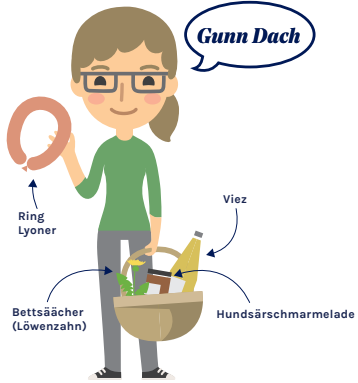 Gunn Dach
Viez
Ring
Lyoner
Bettsäächer
(Löwenzahn)
Hundsärschmarmelade